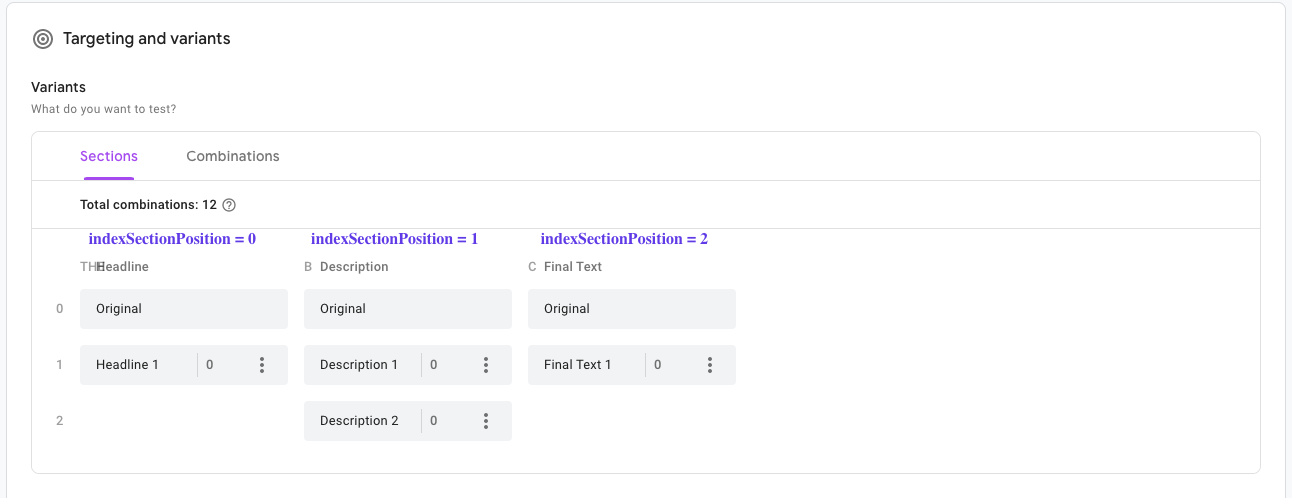 Targeting and variants
Variants
What do you want to test?
Sections Combinations
Total combinations: 12 ?
indexSectionPosition = 0 indexSectionPosition = 1 indexSectionPosition = 2
THE Headline B Description C Final Text
0 Original Original Original
1 Headline 1 0 Description 1 0 Final Text 1 0
2 Description 2 0